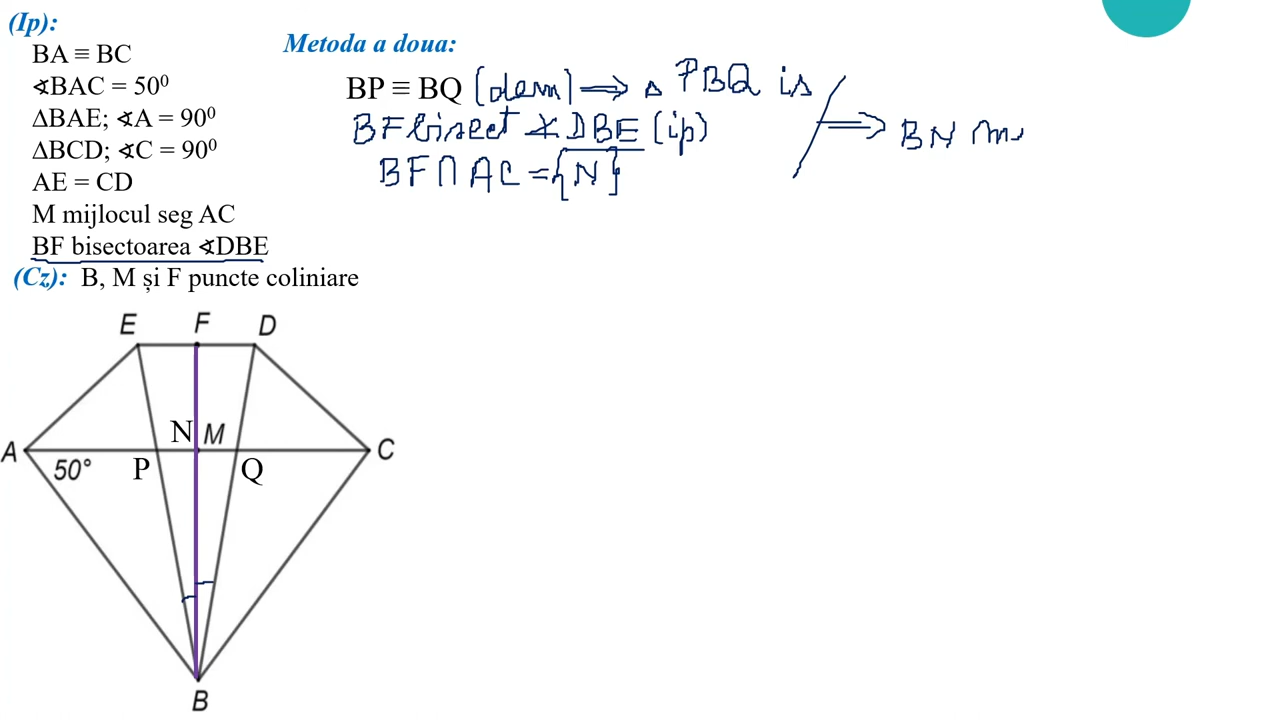 (Ip):
BA ≡ BC
∢BAC = 50⁰
ΔBAE; ∢A = 90⁰
ΔBCD; ∢C = 90⁰
AE = CD
M mijlocul seg AC
BF bisectoarea ∢DBE
(Cz): B, M și F puncte coliniare
Metoda a doua:
BP ≡ BQ (dem) ⟹ Δ PBQ is
BF bisect ∢ DBE (ip)
⟹ BN m
BF ∩ AC = {N}
E F D
A N M C
50° P Q
B